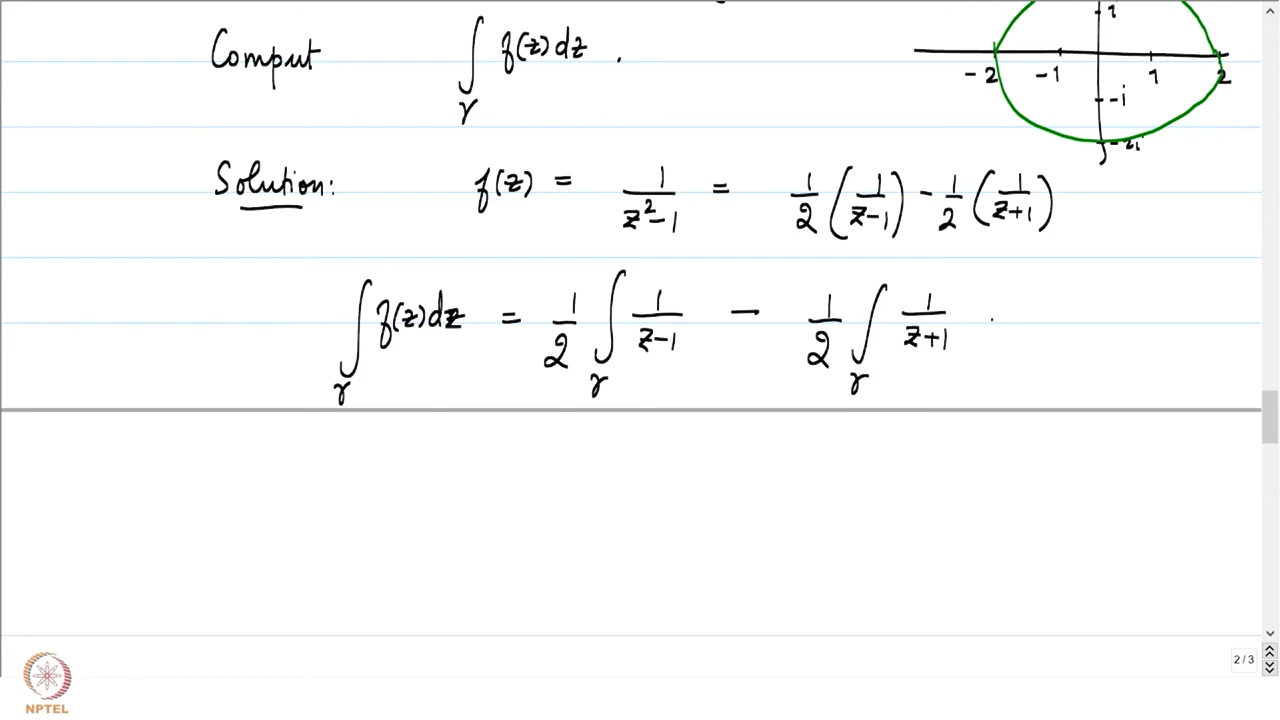 i
Comput ∫_γ f(z) dz .
-2 -1 1 2
-i
-2i
Solution: f(z) = 1/(z²-1) = 1/2 (1/(z-1)) - 1/2 (1/(z+1))
∫_γ f(z) dz = 1/2 ∫_γ 1/(z-1) - 1/2 ∫_γ 1/(z+1)
2 / 3
NPTEL